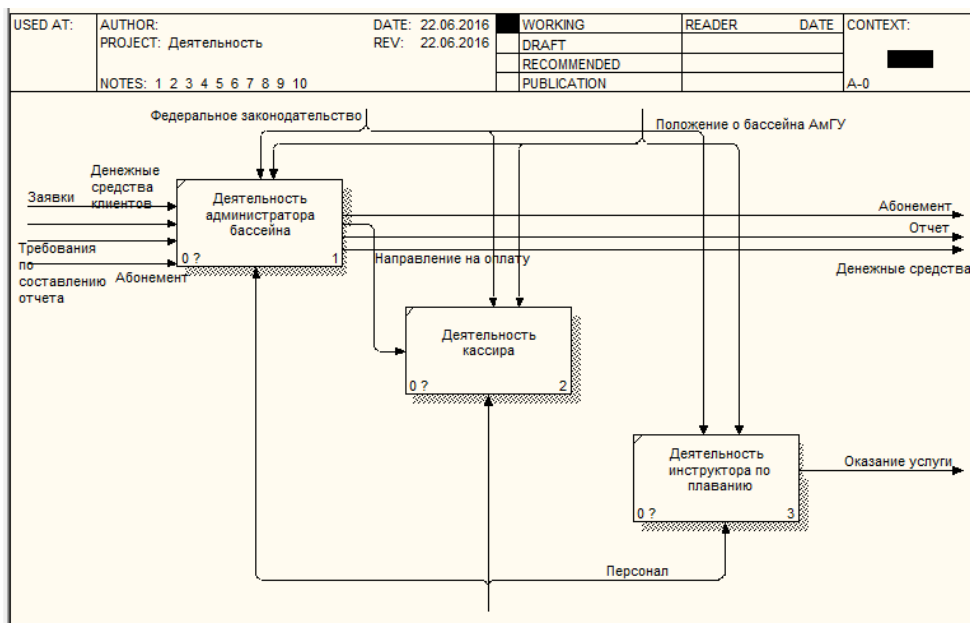 USED AT:
AUTHOR:
DATE: 22.06.2016
WORKING
READER
DATE
CONTEXT:
PROJECT: Деятельность
REV: 22.06.2016
DRAFT
RECOMMENDED
NOTES: 1 2 3 4 5 6 7 8 9 10
PUBLICATION
A-0
Федеральное законодательство
Положение о бассейна АмГУ
Денежные
средства
клиентов
Заявки
Требования
по
составлению
отчета
Абонемент
Деятельность
администратора
бассейна
0 ?
1
Абонемент
Отчет
Денежные средства
Направление на оплату
Деятельность
кассира
0 ?
2
Деятельность
инструктора по
плаванию
0 ?
3
Оказание услуги
Персонал